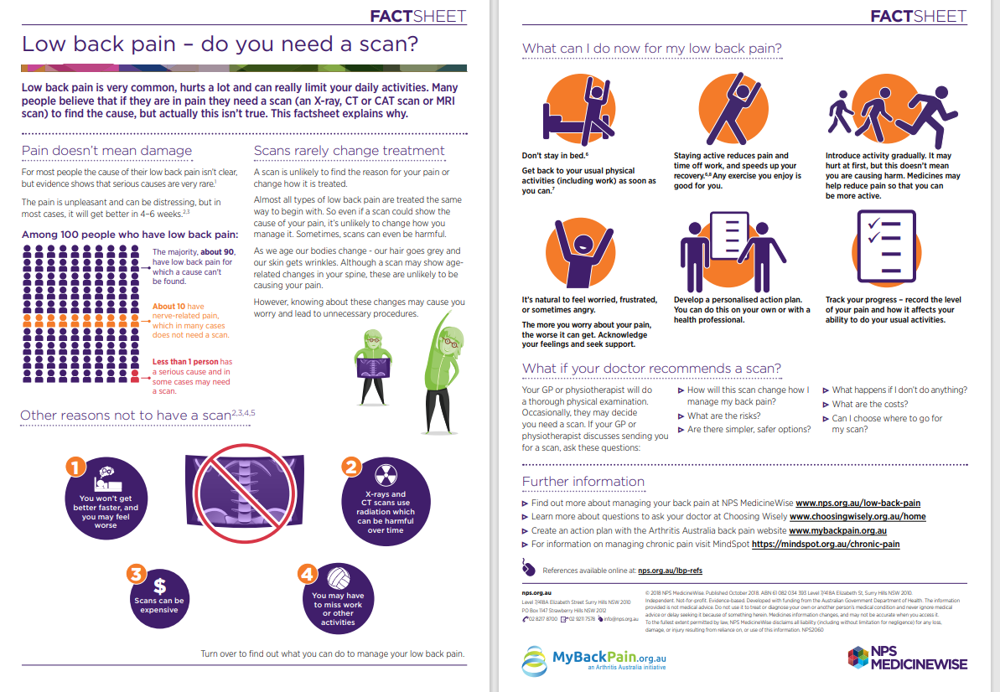 FACTSHEET
Low back pain – do you need a scan?
Low back pain is very common, hurts a lot and can really limit your daily activities. Many
people believe that if they are in pain they need a scan (an X-ray, CT or CAT scan or MRI
scan) to find the cause, but actually this isn't true. This factsheet explains why.
Pain doesn't mean damage
For most people the cause of their low back pain isn't clear,
but evidence shows that serious causes are very rare.1
The pain is unpleasant and can be distressing, but in
most cases, it will get better in 4–6 weeks.2,3
Among 100 people who have low back pain:
The majority, about 90,
have low back pain for
which a cause can't
be found.
About 10 have
nerve-related pain,
which in many cases
does not need a scan.
Less than 1 person has
a serious cause and in
some cases may need
a scan.
Scans rarely change treatment
A scan is unlikely to find the reason for your pain or
change how it is treated.
Almost all types of low back pain are treated the same
way to begin with. So even if a scan could show the
cause of your pain, it's unlikely to change how you
manage it. Sometimes, scans can even be harmful.
As we age our bodies change - our hair goes grey and
our skin gets wrinkles. Although a scan may show age-
related changes in your spine, these are unlikely to be
causing your pain.
However, knowing about these changes may cause you
worry and lead to unnecessary procedures.
Other reasons not to have a scan2,3,4,5
1
You won't get
better faster, and
you may feel
worse
2
X-rays and
CT scans use
radiation which
can be harmful
over time
3
$
Scans can be
expensive
4
You may have
to miss work
or other
activities
Turn over to find out what you can do to manage your low back pain.
FACTSHEET
What can I do now for my low back pain?
Don't stay in bed.6
Get back to your usual physical
activities (including work) as soon as
you can.7
Staying active reduces pain and
time off work, and speeds up your
recovery.6,8 Any exercise you enjoy is
good for you.
Introduce activity gradually. It may
hurt at first, but this doesn't mean
you are causing harm. Medicines may
help reduce pain so that you can
be more active.
It's natural to feel worried, frustrated,
or sometimes angry.
The more you worry about your pain,
the worse it can get. Acknowledge
your feelings and seek support.
Develop a personalised action plan.
You can do this on your own or with a
health professional.
Track your progress – record the level
of your pain and how it affects your
ability to do your usual activities.
What if your doctor recommends a scan?
Your GP or physiotherapist will do
a thorough physical examination.
Occasionally, they may decide
you need a scan. If your GP or
physiotherapist discusses sending you
for a scan, ask these questions:
How will this scan change how I
manage my back pain?
What are the risks?
Are there simpler, safer options?
What happens if I don't do anything?
What are the costs?
Can I choose where to go for
my scan?
Further information
Find out more about managing your back pain at NPS MedicineWise www.nps.org.au/low-back-pain
Learn more about questions to ask your doctor at Choosing Wisely www.choosingwisely.org.au/home
Create an action plan with the Arthritis Australia back pain website www.mybackpain.org.au
For information on managing chronic pain visit MindSpot https://mindspot.org.au/chronic-pain
References available online at: nps.org.au/lbp-refs
nps.org.au
Level 7/418A Elizabeth Street Surry Hills NSW 2010
PO Box 1147 Strawberry Hills NSW 2012
02 8217 8700 02 9211 7578 info@nps.org.au
© 2018 NPS MedicineWise. Published October 2018. ABN 61 082 034 393 Level 7/418A Elizabeth St, Surry Hills NSW 2010.
Independent. Not-for-profit. Evidence-based. Developed with funding from the Australian Government Department of Health. The information
provided is not medical advice. Do not use it to treat or diagnose your own or another person's medical condition and never ignore medical
advice or delay seeking it because of something herein. Medicines information changes, and may not be accurate when you access it.
To the fullest extent permitted by law, NPS MedicineWise disclaims all liability (including without limitation for negligence) for any loss,
damage, or injury resulting from reliance on, or use of this information. NPS2060
MyBackPain.org.au
an Arthritis Australia initiative
NPS
MEDICINEWISE